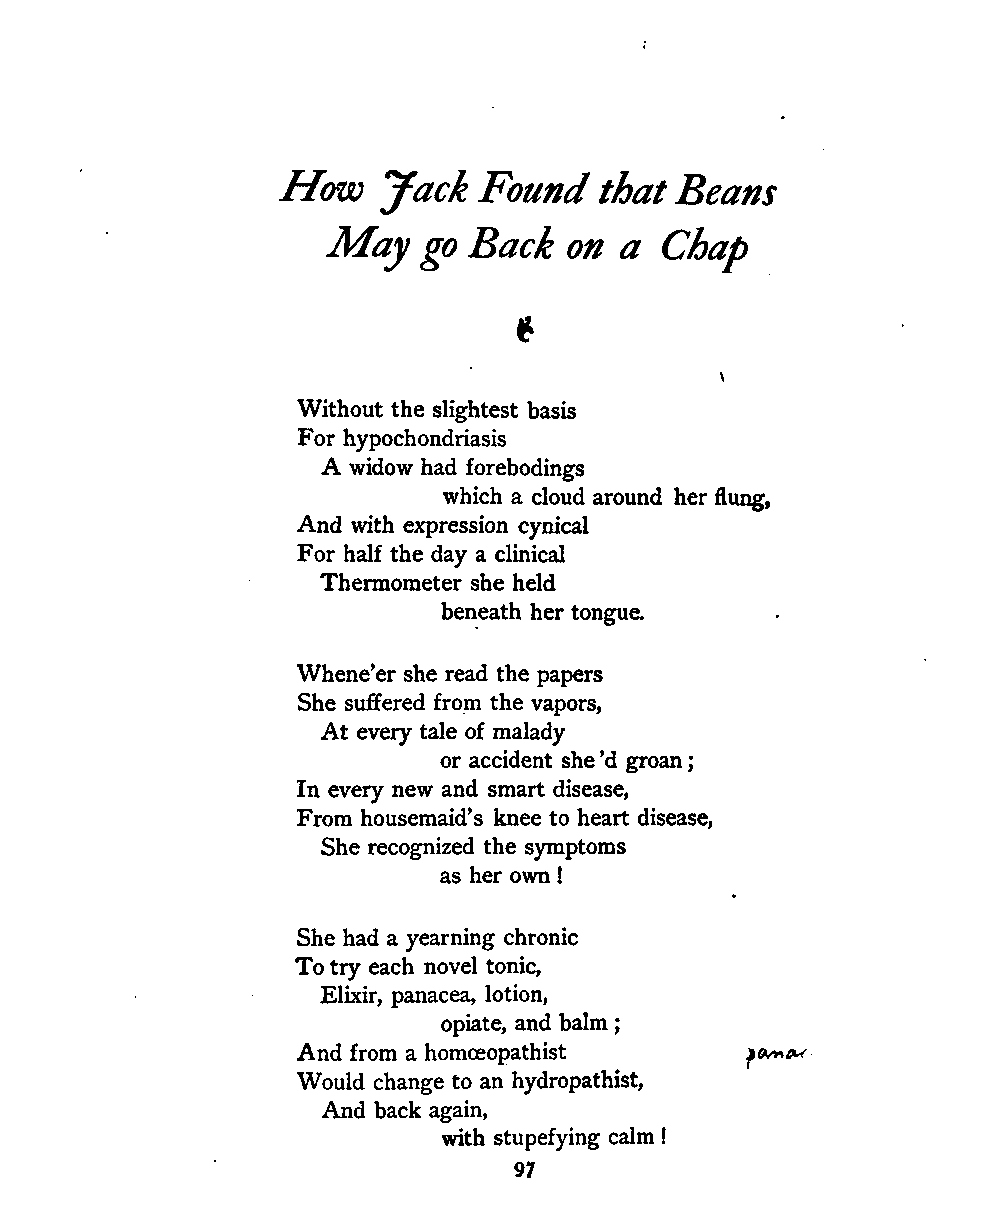 How Jack Found that Beans
May go Back on a Chap
Without the slightest basis
For hypochondriasis
A widow had forebodings
which a cloud around her flung,
And with expression cynical
For half the day a clinical
Thermometer she held
beneath her tongue.
Whene'er she read the papers
She suffered from the vapors,
At every tale of malady
or accident she'd groan;
In every new and smart disease,
From housemaid's knee to heart disease,
She recognized the symptoms
as her own!
She had a yearning chronic
To try each novel tonic,
Elixir, panacea, lotion,
opiate, and balm;
And from a homœopathist
Would change to an hydropathist,
And back again,
with stupefying calm!
97